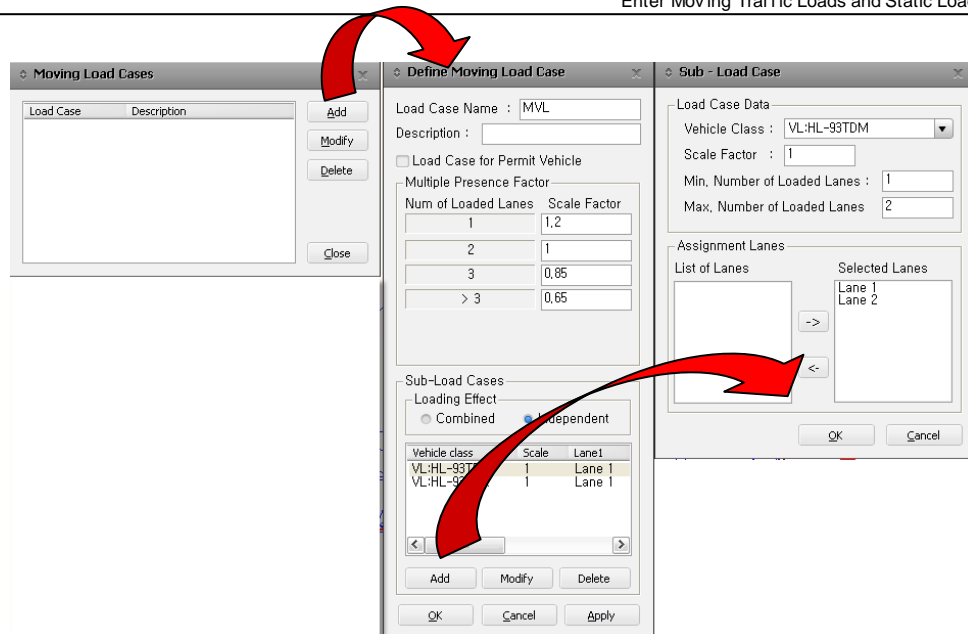 Enter Moving Traffic Loads and Static Loa
Moving Load Cases
Load Case Description
Add
Modify
Delete
Close
Define Moving Load Case
Load Case Name : MVL
Description :
Load Case for Permit Vehicle
Multiple Presence Factor
Num of Loaded Lanes Scale Factor
1 1,2
2 1
3 0,85
> 3 0,65
Sub-Load Cases
Loading Effect
Combined Independent
Vehicle class Scale Lane1
VL:HL-93TDM 1 Lane 1
VL:HL-93 1 Lane 1
Add Modify Delete
OK Cancel Apply
Sub - Load Case
Load Case Data
Vehicle Class : VL:HL-93TDM
Scale Factor : 1
Min, Number of Loaded Lanes : 1
Max, Number of Loaded Lanes 2
Assignment Lanes
List of Lanes Selected Lanes
Lane 1
Lane 2
->
<-
OK Cancel